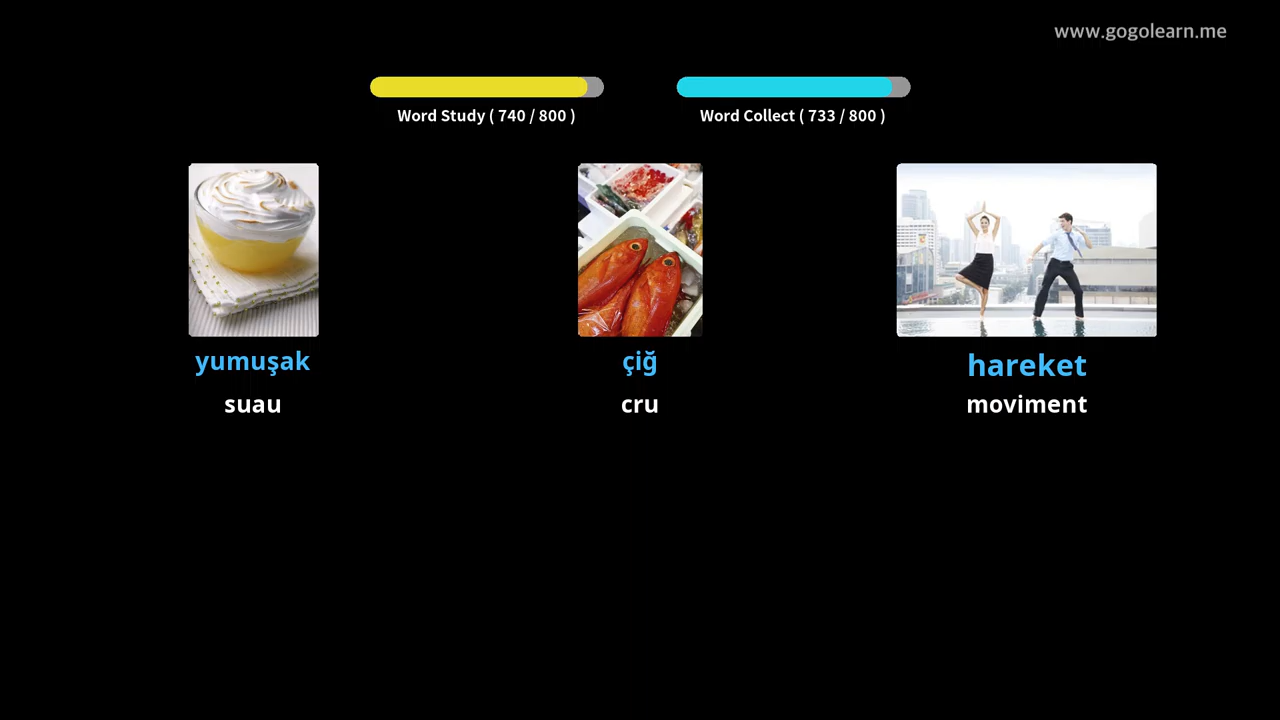 www.gogolearn.me
Word Study ( 740 / 800 )
Word Collect ( 733 / 800 )
yumuşak
suau
çiğ
cru
hareket
moviment